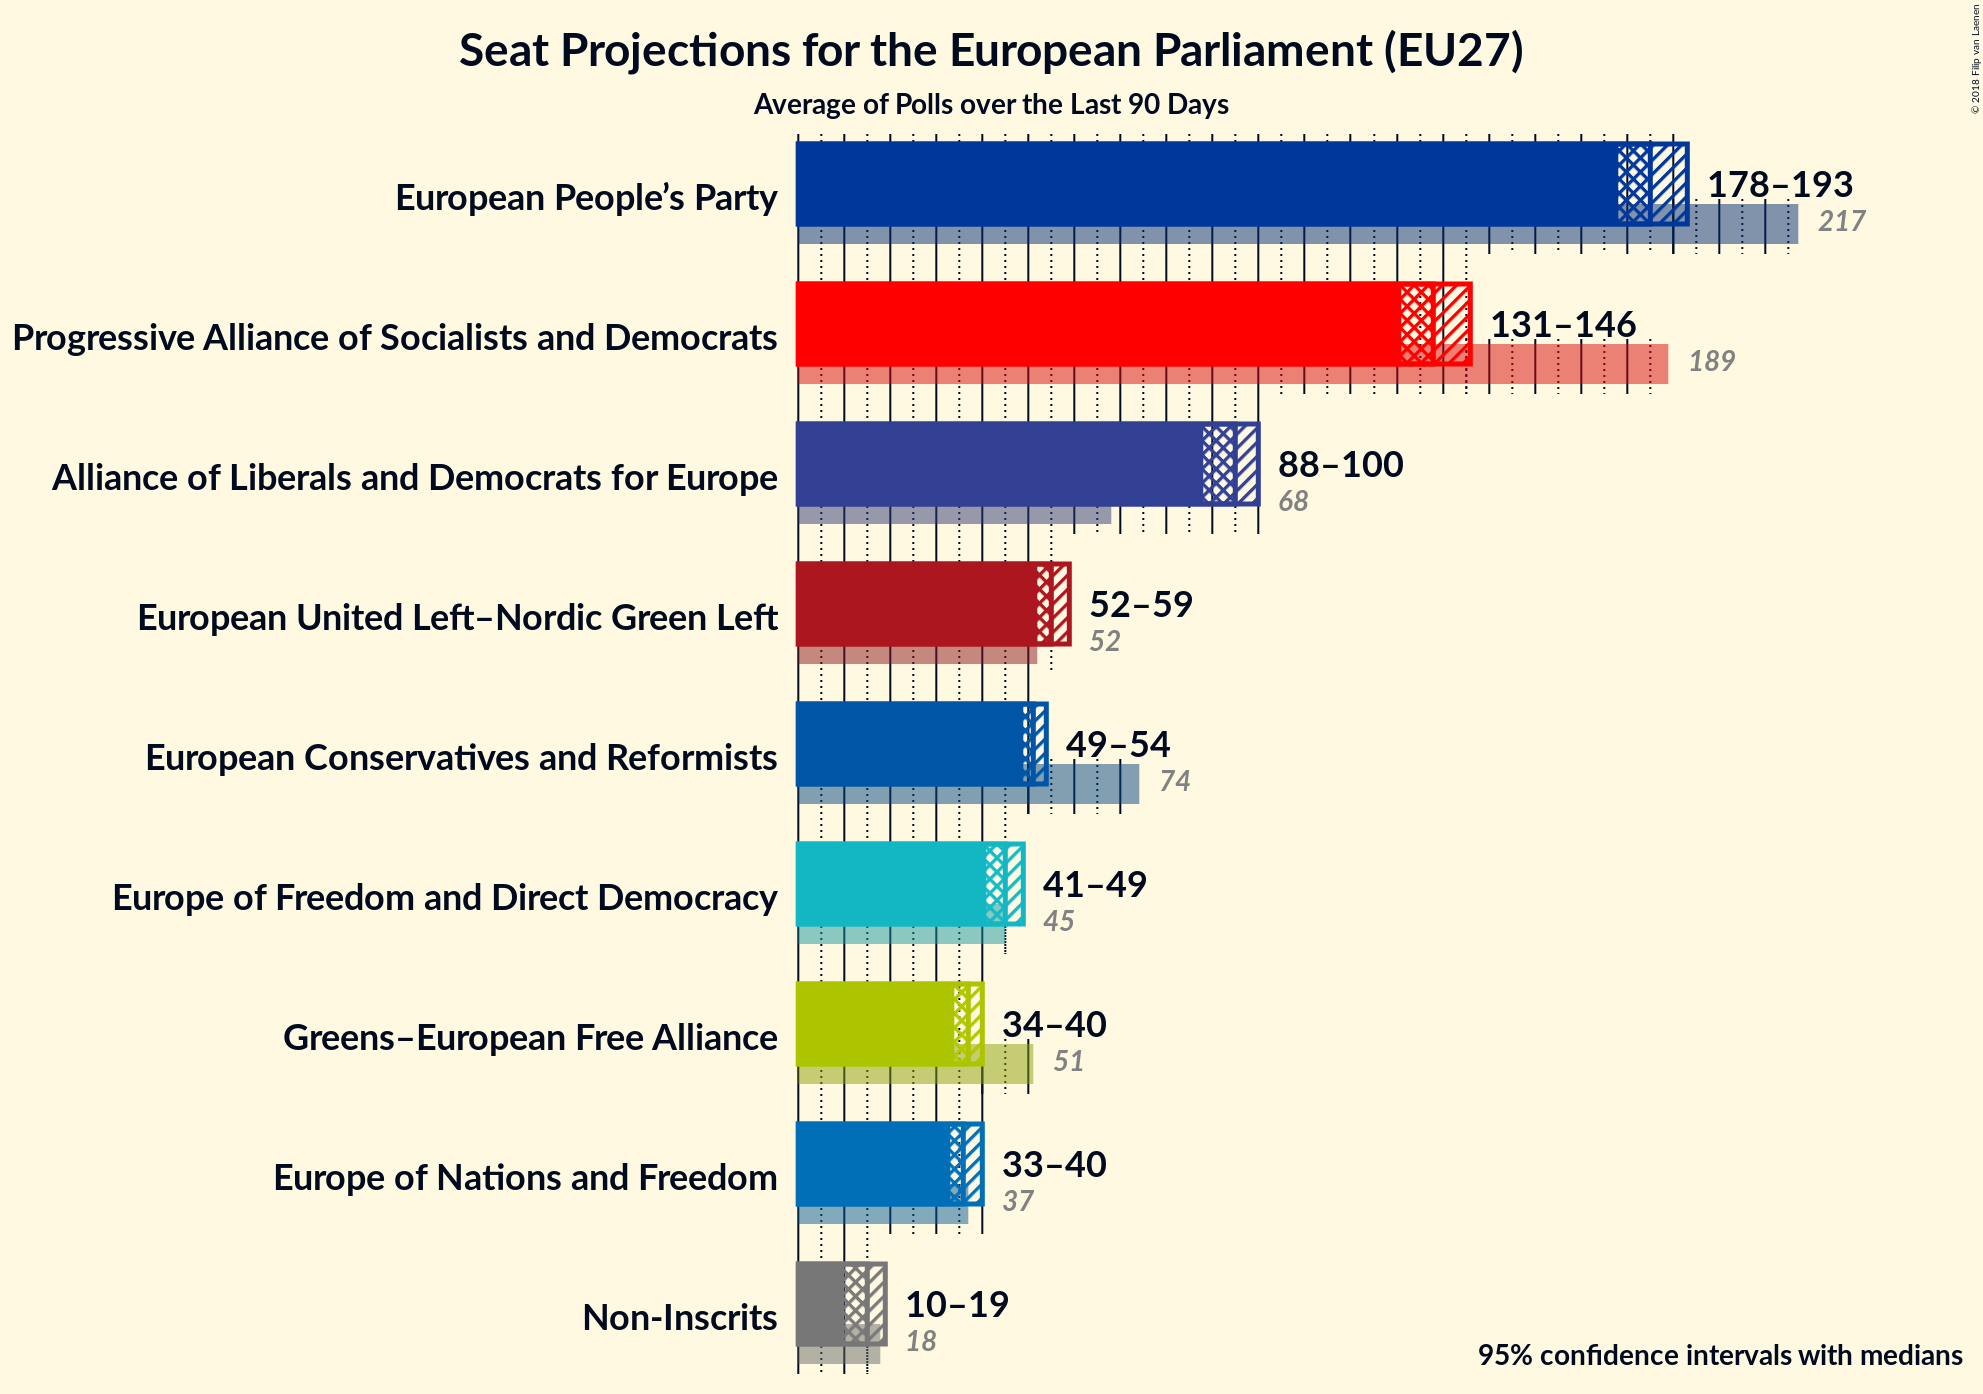 Seat Projections for the European Parliament (EU27)
Average of Polls over the Last 90 Days
© 2018 Filip van Laenen
European People’s Party
178–193
217
Progressive Alliance of Socialists and Democrats
131–146
189
Alliance of Liberals and Democrats for Europe
88–100
68
European United Left–Nordic Green Left
52–59
52
European Conservatives and Reformists
49–54
74
Europe of Freedom and Direct Democracy
41–49
45
Greens–European Free Alliance
34–40
51
Europe of Nations and Freedom
33–40
37
Non-Inscrits
10–19
18
95% confidence intervals with medians